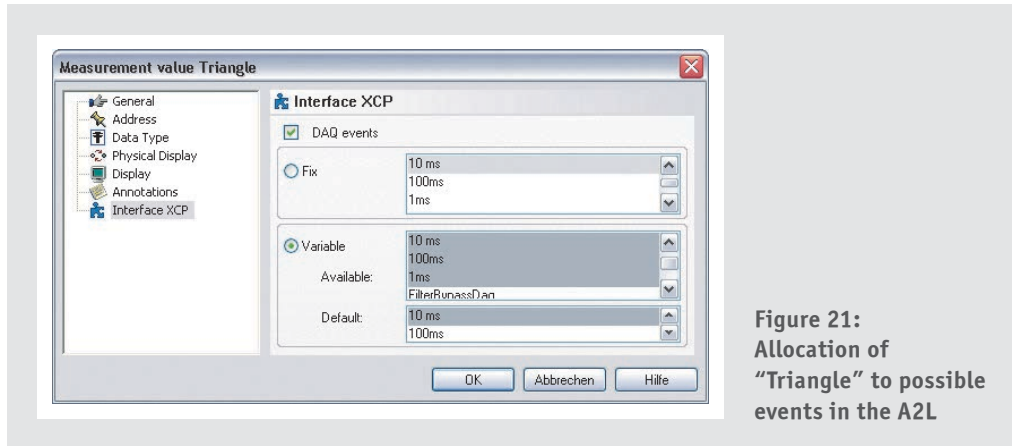 Measurement value Triangle
General
Address
Data Type
Physical Display
Display
Annotations
Interface XCP
Interface XCP
DAQ events
Fix
10 ms
100ms
1ms
Variable
10 ms
Available:
100ms
1ms
FilterBypassDaq
Default:
10 ms
100ms
OK
Abbrechen
Hilfe
Figure 21:
Allocation of
“Triangle” to possible
events in the A2L